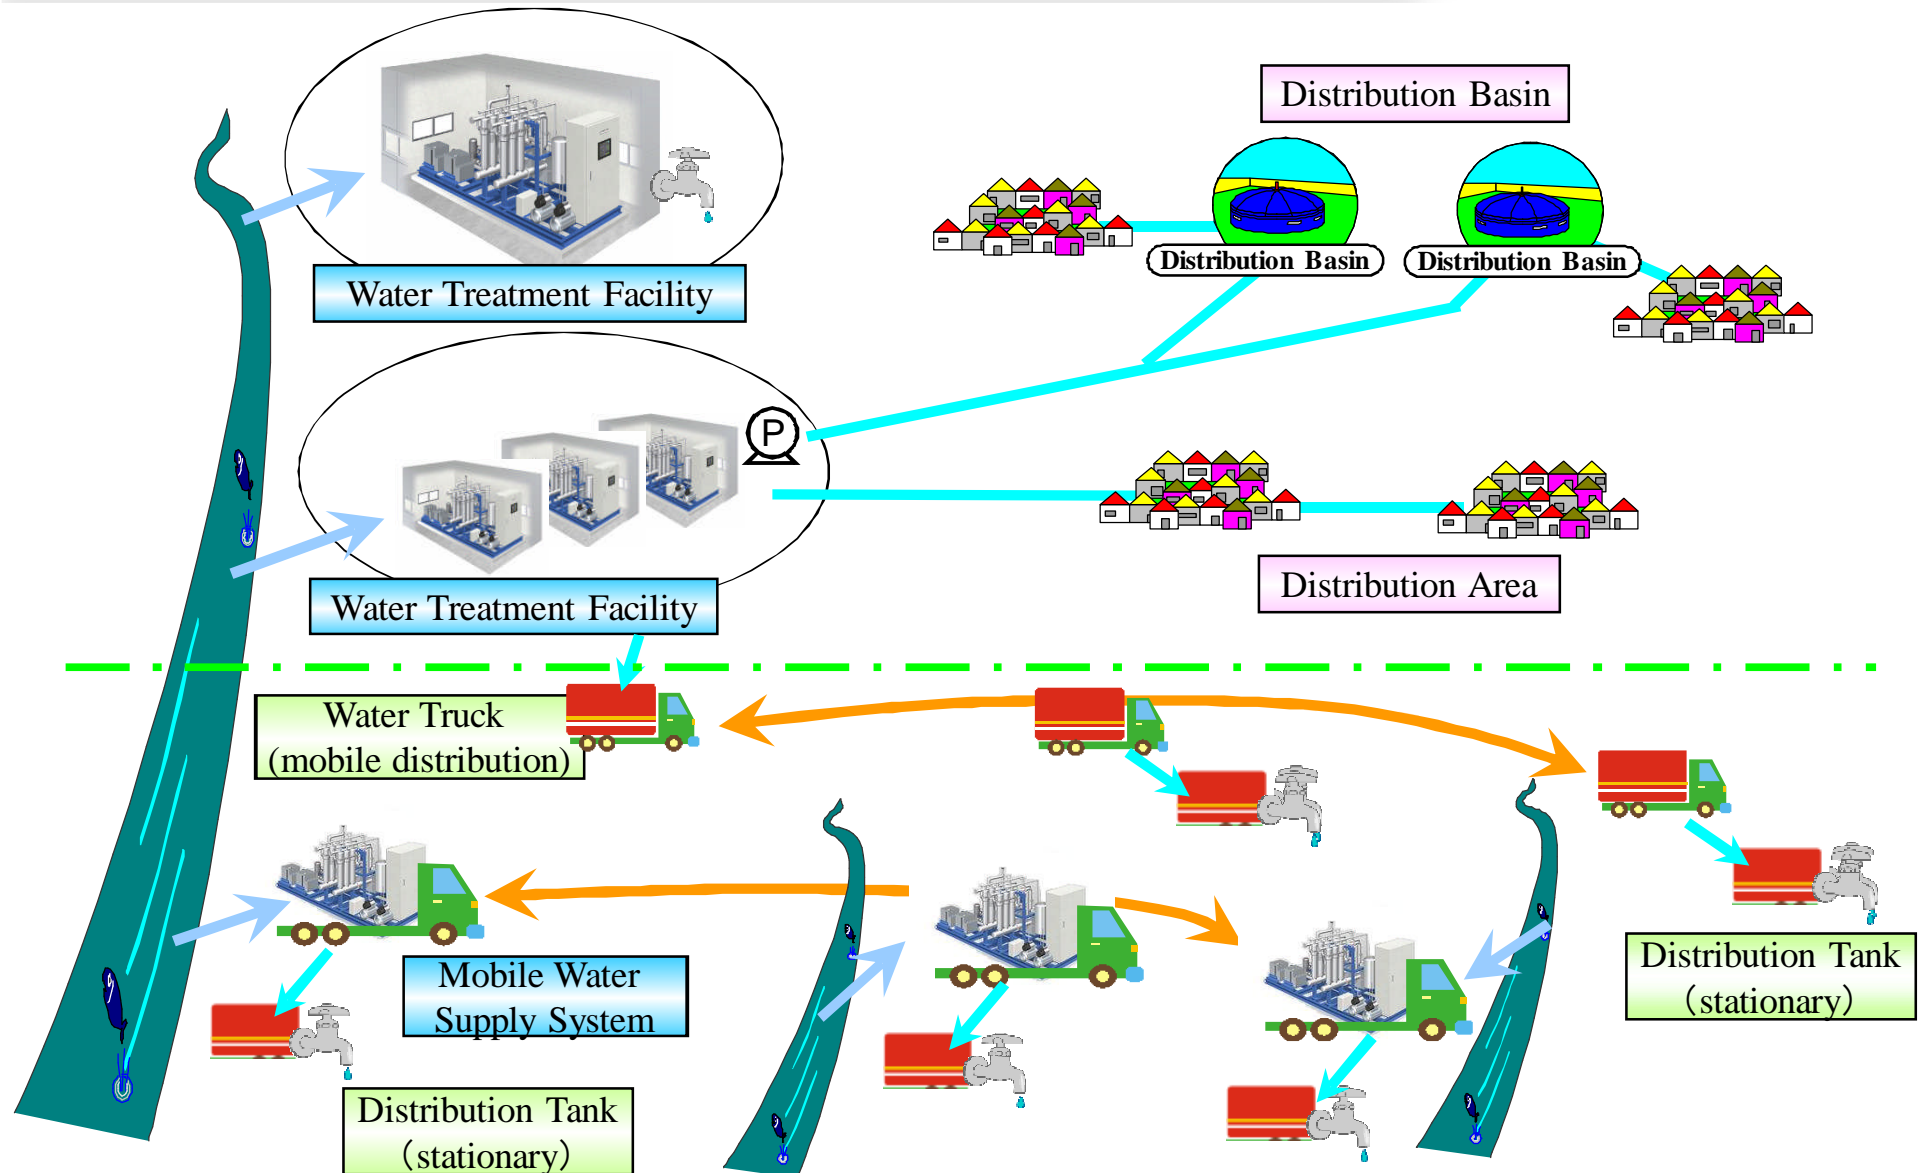 Distribution Basin
Water Treatment Facility
Distribution Basin
Distribution Basin
P
Water Treatment Facility
Distribution Area
Water Truck
(mobile distribution)
Mobile Water
Supply System
Distribution Tank
（stationary）
Distribution Tank
（stationary）